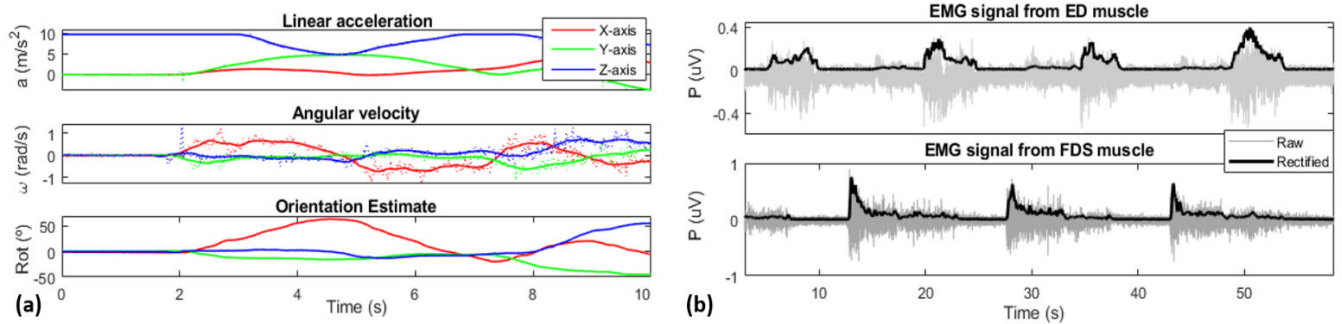 Linear acceleration
a (m/s²)
10
5
0
X-axis
Y-axis
Z-axis
Angular velocity
ω (rad/s)
1
0
-1
Orientation Estimate
Rot (º)
50
0
-50
0 2 4 6 8 10
Time (s)
(a)
EMG signal from ED muscle
P (uV)
0.4
0
-0.4
EMG signal from FDS muscle
Raw
Rectified
P (uV)
1
0
-1
10 20 30 40 50
Time (s)
(b)